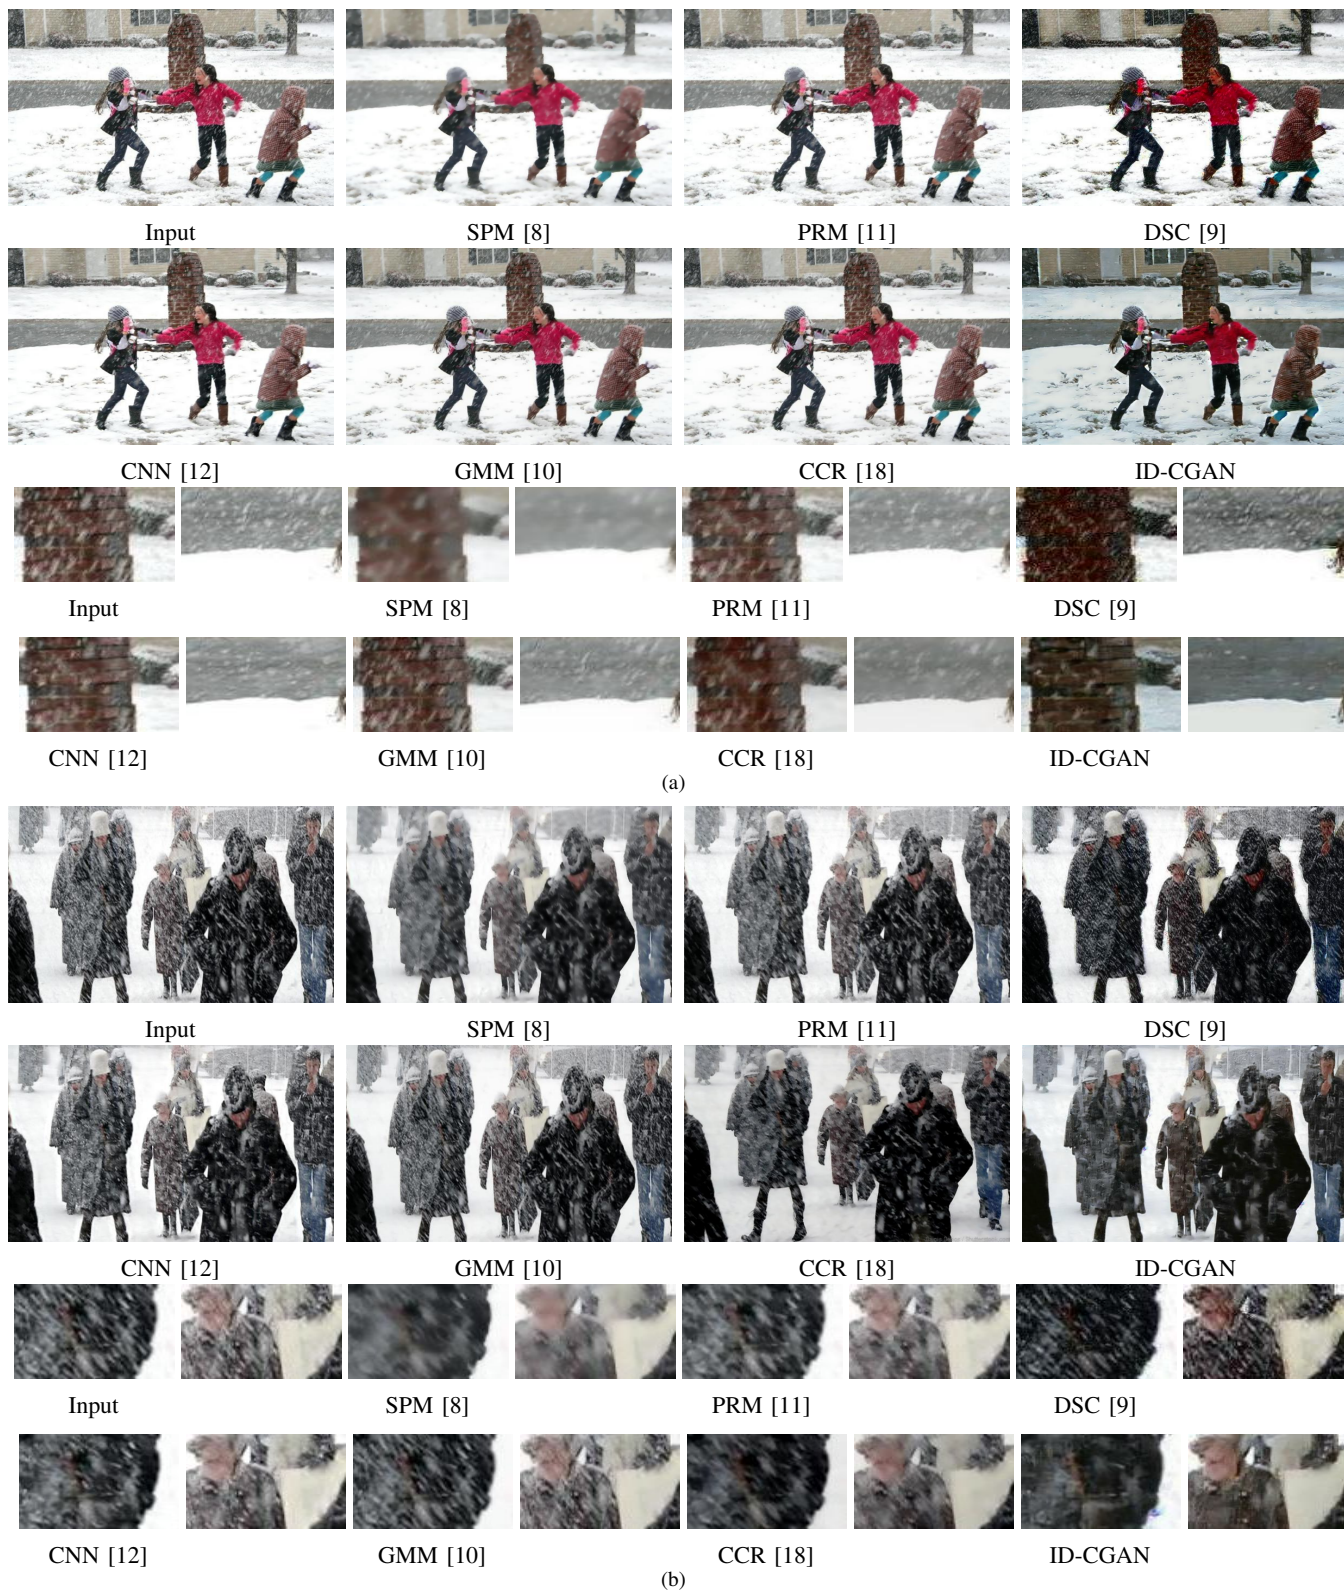 Input SPM [8] PRM [11] DSC [9]
CNN [12] GMM [10] CCR [18] ID-CGAN
Input SPM [8] PRM [11] DSC [9]
CNN [12] GMM [10] CCR [18] ID-CGAN
(a)
Input SPM [8] PRM [11] DSC [9]
CNN [12] GMM [10] CCR [18] ID-CGAN
Input SPM [8] PRM [11] DSC [9]
CNN [12] GMM [10] CCR [18] ID-CGAN
(b)